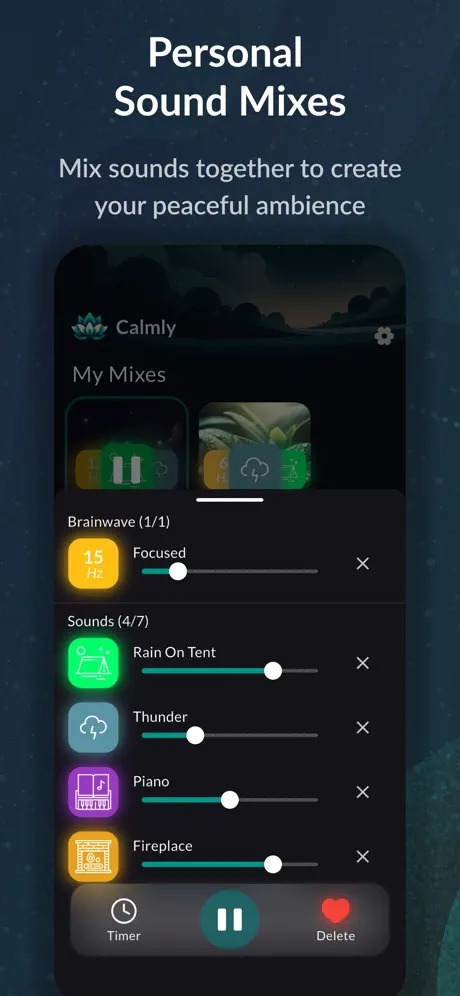 Personal
Sound Mixes
Mix sounds together to create
your peaceful ambience
Calmly
My Mixes
Brainwave (1/1)
15
Hz
Focused
Sounds (4/7)
Rain On Tent
Thunder
Piano
Fireplace
Timer
Delete